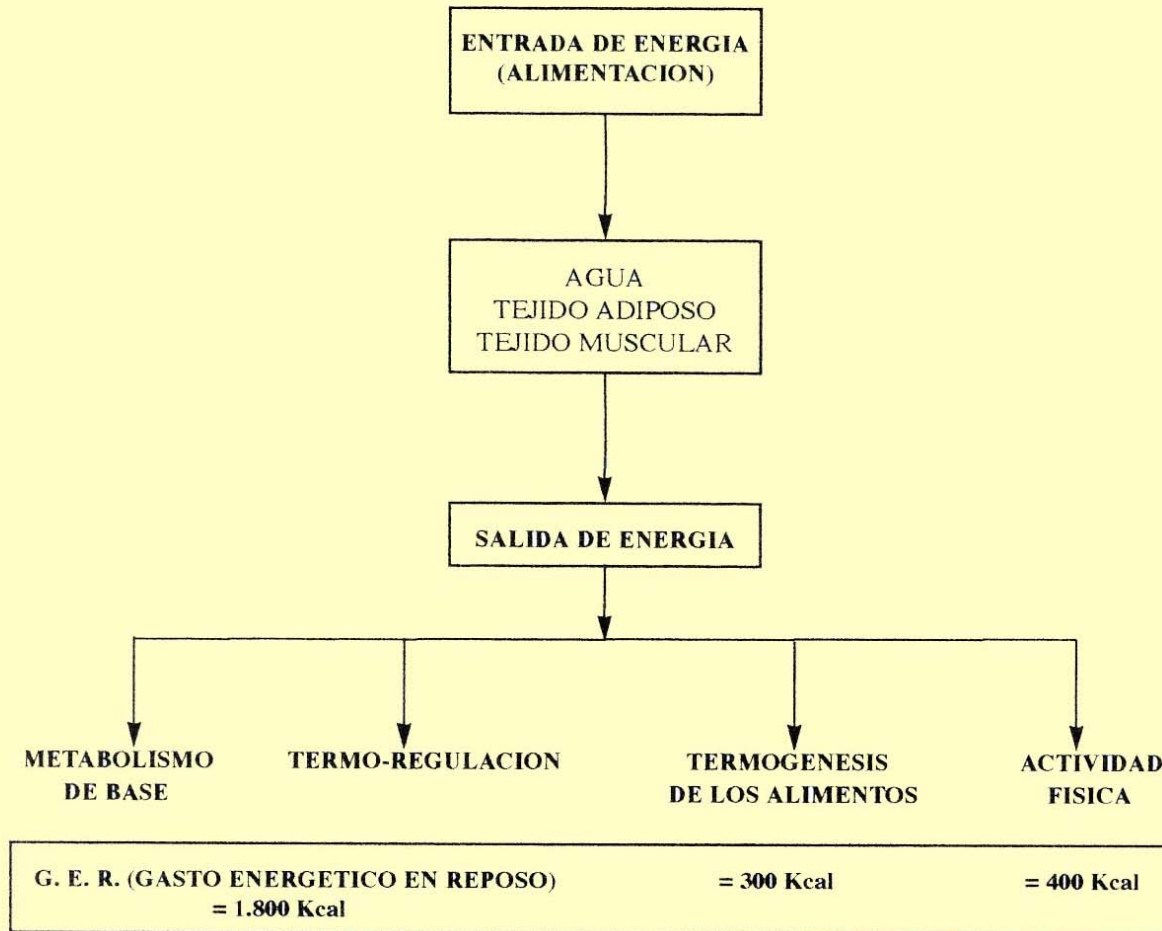 ENTRADA DE ENERGIA
(ALIMENTACION)
AGUA
TEJIDO ADIPOSO
TEJIDO MUSCULAR
SALIDA DE ENERGIA
METABOLISMO
DE BASE
TERMO-REGULACION
TERMOGENESIS
DE LOS ALIMENTOS
ACTIVIDAD
FISICA
G. E. R. (GASTO ENERGETICO EN REPOSO)
= 1.800 Kcal
= 300 Kcal
= 400 Kcal